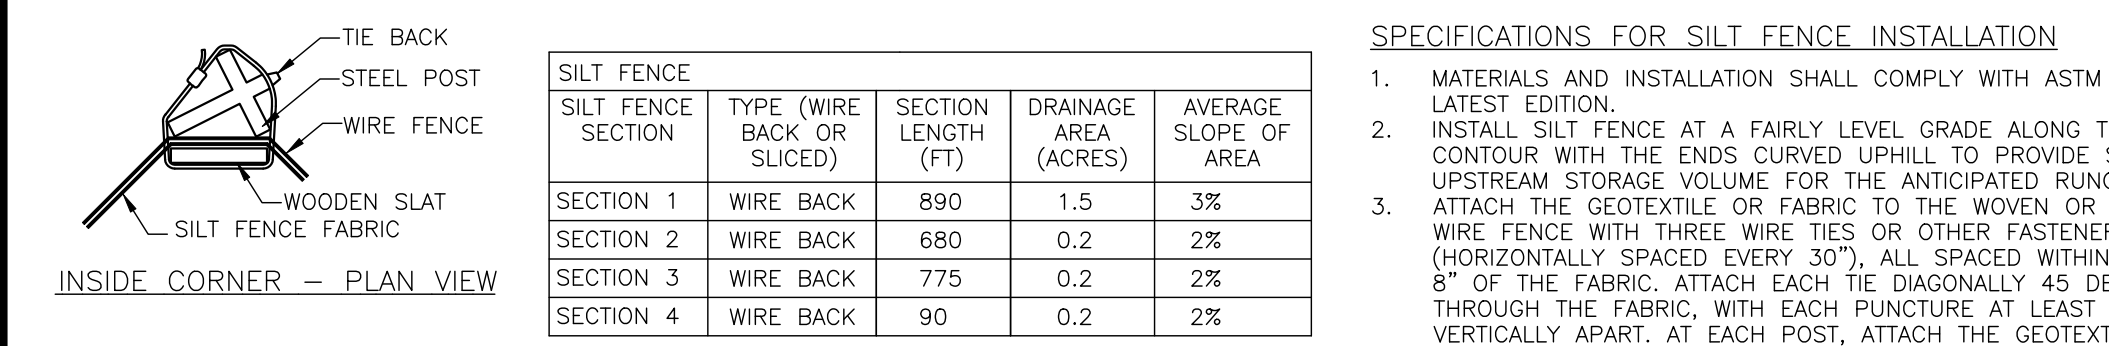 TIE BACK
STEEL POST
WIRE FENCE
WOODEN SLAT
SILT FENCE FABRIC
INSIDE CORNER – PLAN VIEW
SILT FENCE
SILT FENCE SECTION TYPE (WIRE BACK OR SLICED) SECTION LENGTH (FT) DRAINAGE AREA (ACRES) AVERAGE SLOPE OF AREA
SECTION 1 WIRE BACK 890 1.5 3%
SECTION 2 WIRE BACK 680 0.2 2%
SECTION 3 WIRE BACK 775 0.2 2%
SECTION 4 WIRE BACK 90 0.2 2%
SPECIFICATIONS FOR SILT FENCE INSTALLATION
1. MATERIALS AND INSTALLATION SHALL COMPLY WITH ASTM
LATEST EDITION.
2. INSTALL SILT FENCE AT A FAIRLY LEVEL GRADE ALONG
CONTOUR WITH THE ENDS CURVED UPHILL TO PROVIDE
UPSTREAM STORAGE VOLUME FOR THE ANTICIPATED
3. ATTACH THE GEOTEXTILE OR FABRIC TO THE WOVEN OR
WIRE FENCE WITH THREE WIRE TIES OR OTHER
(HORIZONTALLY SPACED EVERY 30"), ALL SPACED WITHIN
8" OF THE FABRIC. ATTACH EACH TIE DIAGONALLY 45
THROUGH THE FABRIC, WITH EACH PUNCTURE AT LEAST
VERTICALLY APART. AT EACH POST, ATTACH THE